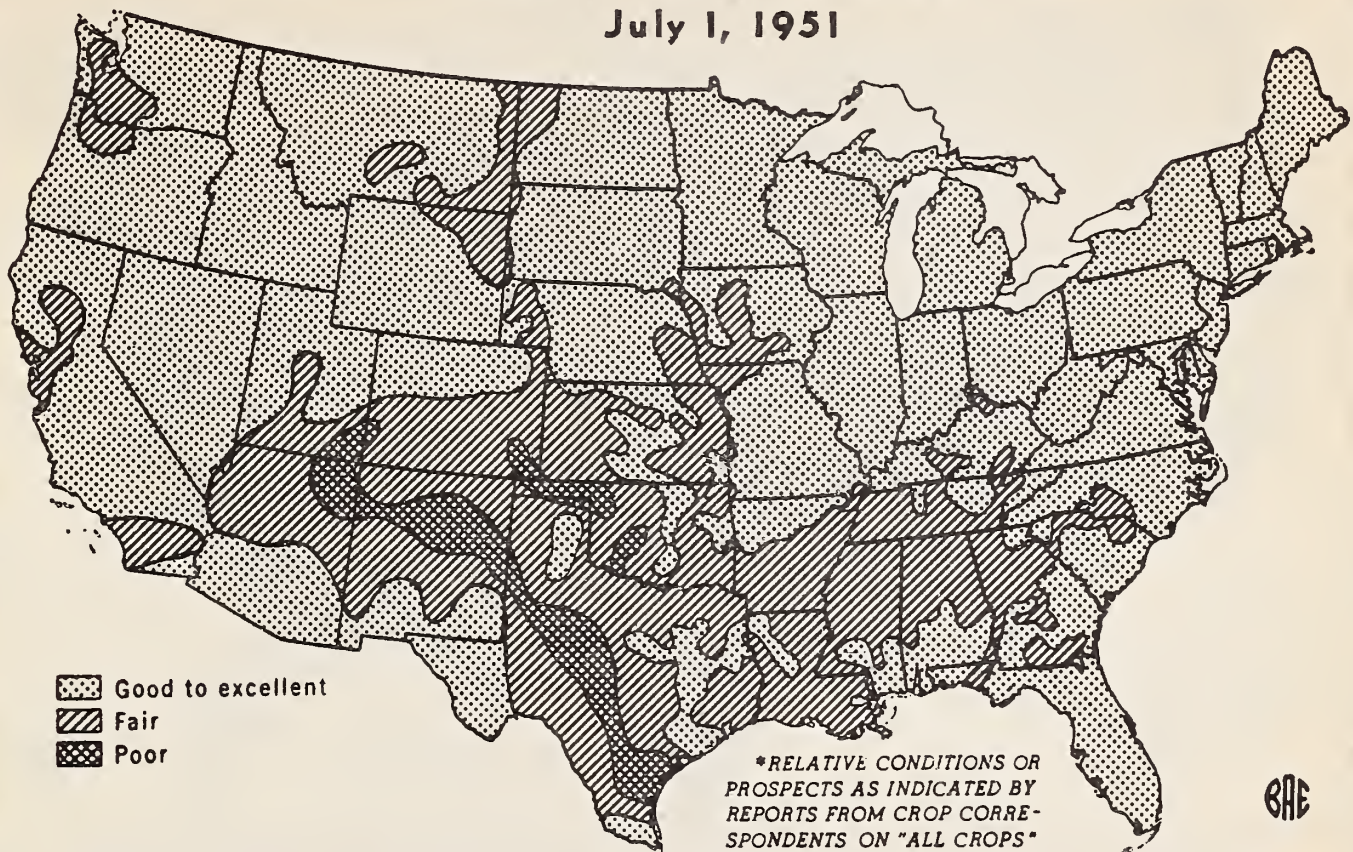 July 1, 1951
Good to excellent
Fair
Poor
*RELATIVE CONDITIONS OR
PROSPECTS AS INDICATED BY
REPORTS FROM CROP CORRE-
SPONDENTS ON "ALL CROPS"
BAE